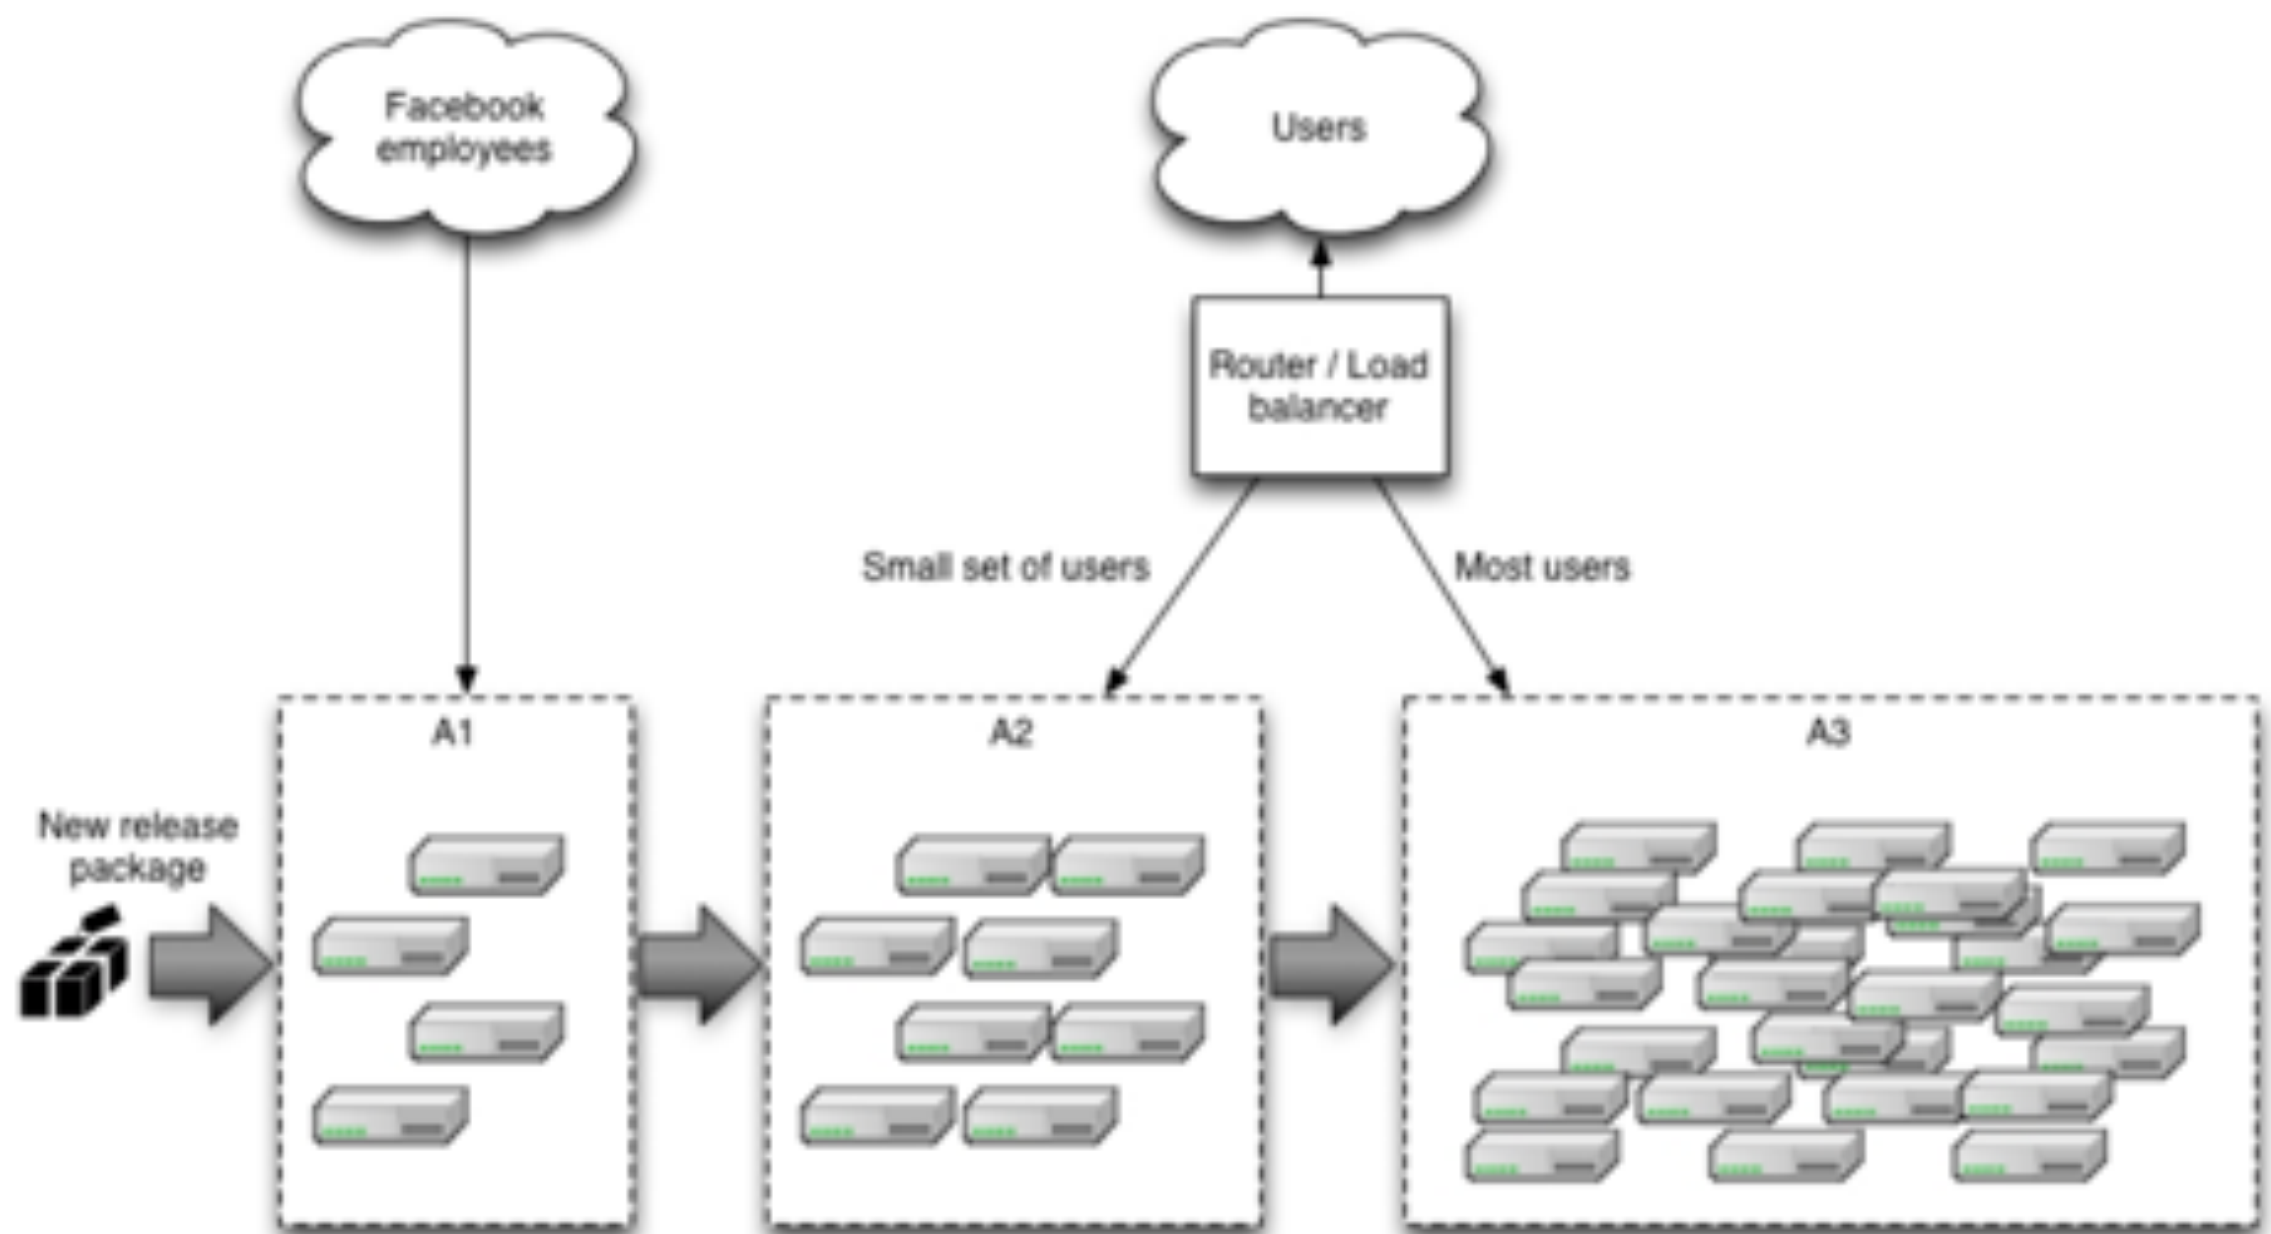 Facebook
employees
Users
Router / Load
balancer
Small set of users
Most users
A1
A2
A3
New release
package